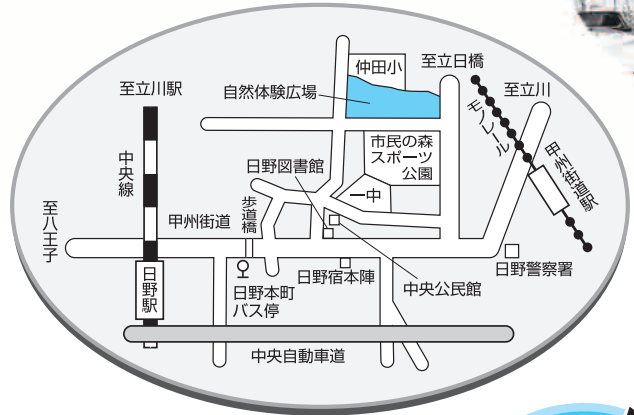 仲田小
至立日橋
至立川駅
自然体験広場
至立川
モノレール
中央線
市民の森
スポーツ
公園
日野図書館
甲州街道駅
一中
歩道橋
至八王子
甲州街道
日野駅
日野本町
バス停
日野宿本陣
中央公民館
日野警察署
中央自動車道